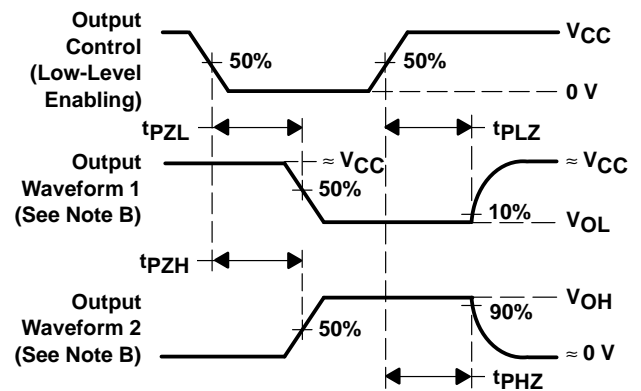 Output
Control
(Low-Level
Enabling)
50%
50%
VCC
0 V
tPZL
tPLZ
Output
Waveform 1
(See Note B)
≈ VCC
50%
≈ VCC
10%
VOL
tPZH
Output
Waveform 2
(See Note B)
50%
VOH
90%
≈ 0 V
tPHZ